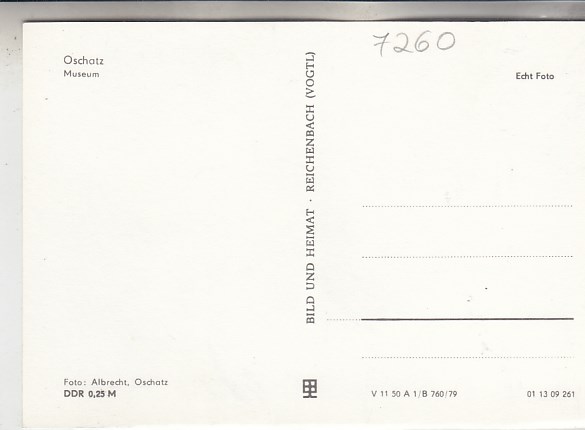 7260
Oschatz
Museum
Echt Foto
BILD UND HEIMAT · REICHENBACH (VOGTL)
Foto: Albrecht, Oschatz
DDR 0,25 M
V 11 50 A 1/B 760/79
01 13 09 261